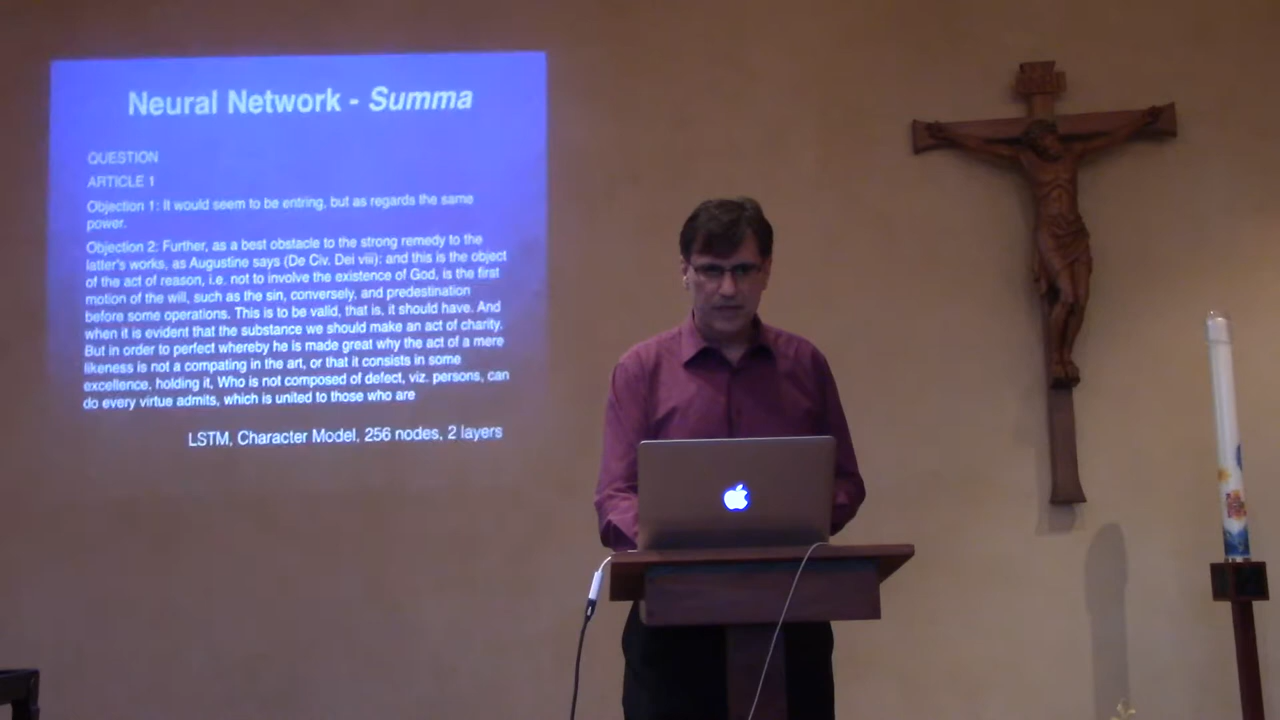 Neural Network - Summa
QUESTION
ARTICLE 1
Objection 1: It would seem to be entring, but as regards the same
power.
Objection 2: Further, as a best obstacle to the strong remedy to the
latter's works, as Augustine says (De Civ. Dei viii): and this is the object
of the act of reason, i.e. not to involve the existence of God, is the first
motion of the will, such as the sin, conversely, and predestination
before some operations. This is to be valid, that is, it should have. And
when it is evident that the substance we should make an act of charity.
But in order to perfect whereby he is made great why the act of a mere
likeness is not a compating in the art, or that it consists in some
excellence, holding it, Who is not composed of defect, viz. persons, can
do every virtue admits, which is united to those who are
LSTM, Character Model, 256 nodes, 2 layers